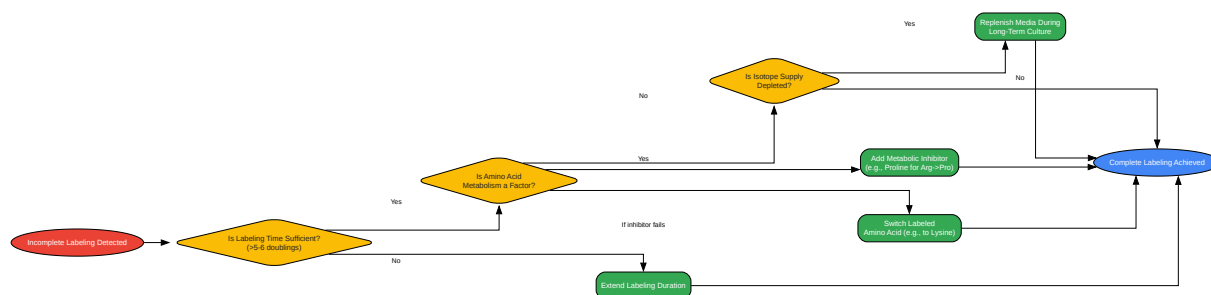 Incomplete Labeling Detected
Is Labeling Time Sufficient?
(>5-6 doublings)
Yes
No
Extend Labeling Duration
Is Amino Acid
Metabolism a Factor?
No
Yes
If inhibitor fails
Add Metabolic Inhibitor
(e.g., Proline for Arg->Pro)
Switch Labeled
Amino Acid (e.g., to Lysine)
Is Isotope Supply
Depleted?
Yes
No
Replenish Media During
Long-Term Culture
Complete Labeling Achieved